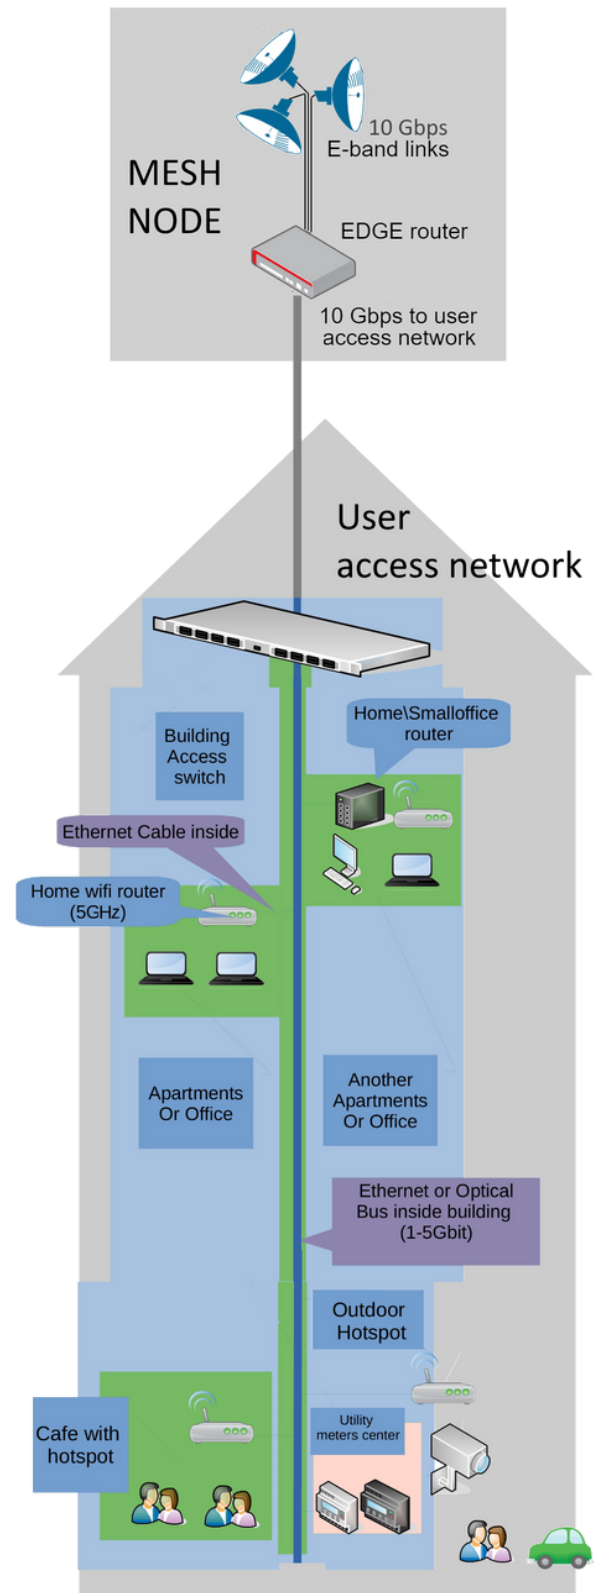 10 Gbps
E-band links
MESH
NODE
EDGE router
10 Gbps to user
access network
User
access network
Home\Smalloffice
router
Building
Access
switch
Ethernet Cable inside
Home wifi router
(5GHz)
Apartments
Or Office
Another
Apartments
Or Office
Ethernet or Optical
Bus inside building
(1-5Gbit)
Outdoor
Hotspot
Cafe with
hotspot
Utility
meters center